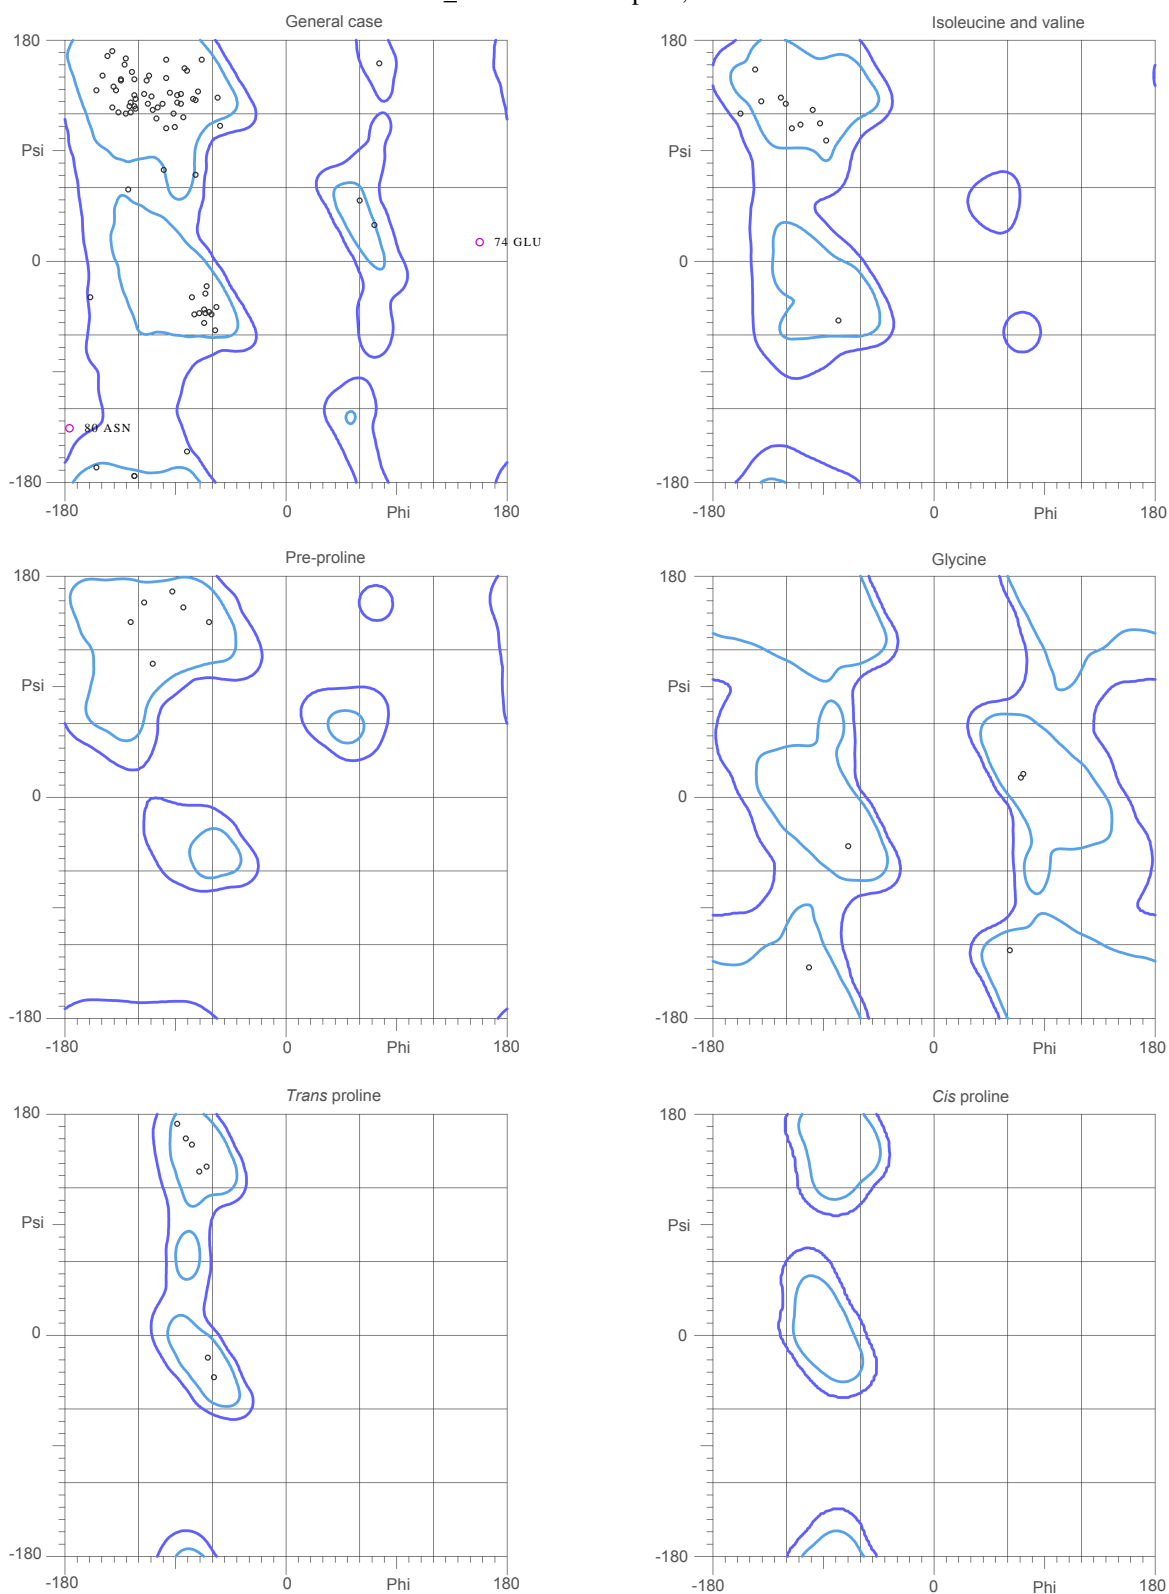 General case
Isoleucine and valine
180
180
Psi
Psi
74 GLU
0
0
80 ASN
-180
-180
-180
0
Phi
180
-180
0
Phi
180
Pre-proline
Glycine
180
180
Psi
Psi
0
0
-180
-180
-180
0
Phi
180
-180
0
Phi
180
Trans proline
Cis proline
180
180
Psi
Psi
0
0
-180
-180
-180
0
Phi
180
-180
0
Phi
180